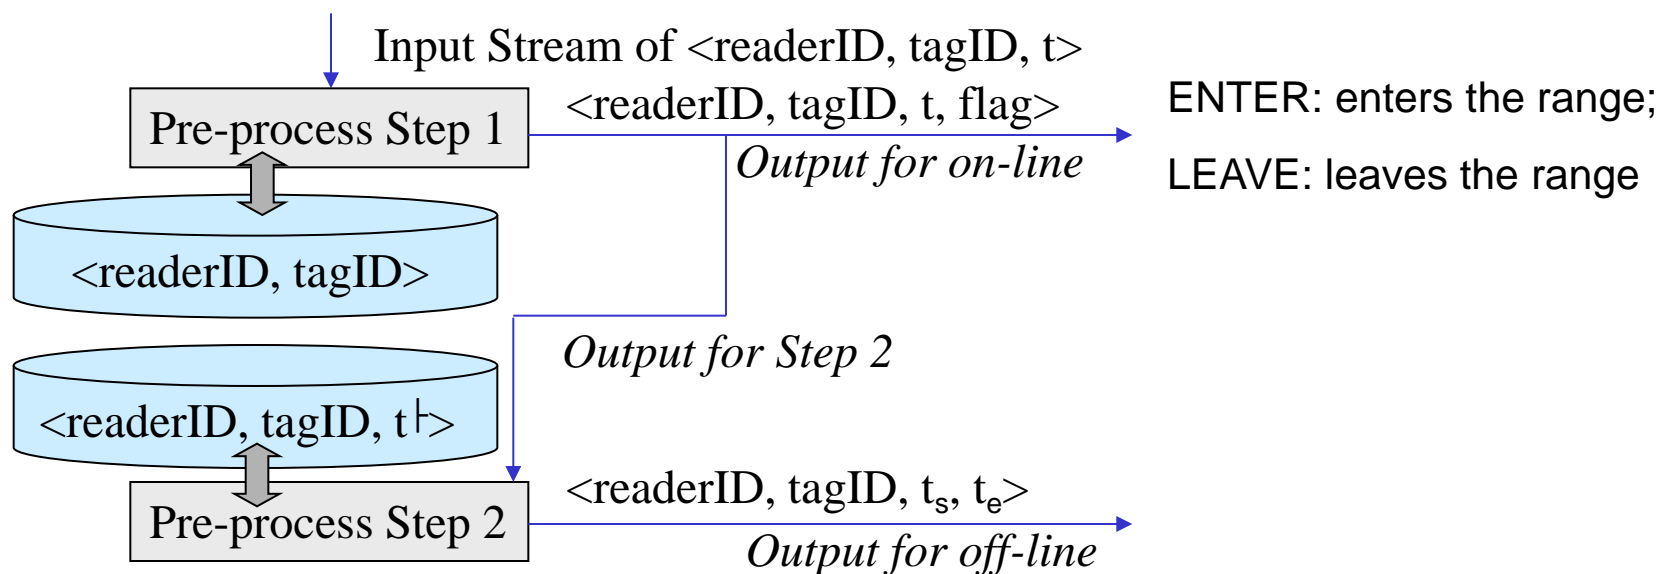 Input Stream of <readerID, tagID, t>
<readerID, tagID, t, flag>
ENTER: enters the range;
Pre-process Step 1
Output for on-line
LEAVE: leaves the range
<readerID, tagID>
Output for Step 2
<readerID, tagID, t⊢>
<readerID, tagID, tₛ, tₑ>
Pre-process Step 2
Output for off-line